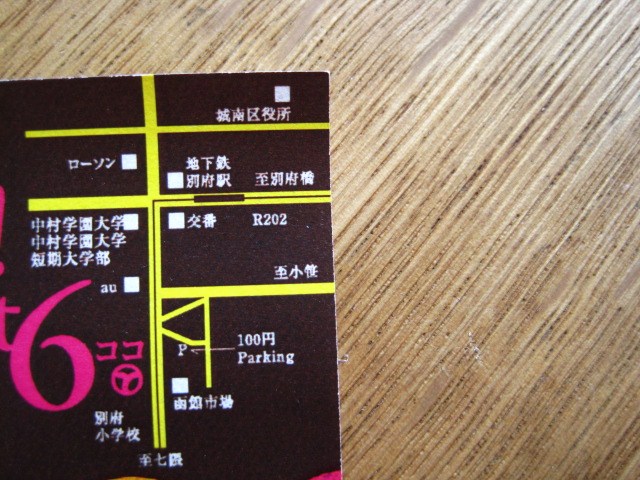 城南区役所
ローソン
地下鉄
別府駅
至別府橋
中村学園大学
中村学園大学
短期大学部
交番
R202
至小笹
au
t6
ココ
100円
P
Parking
函館市場
別府
小学校
至七隈